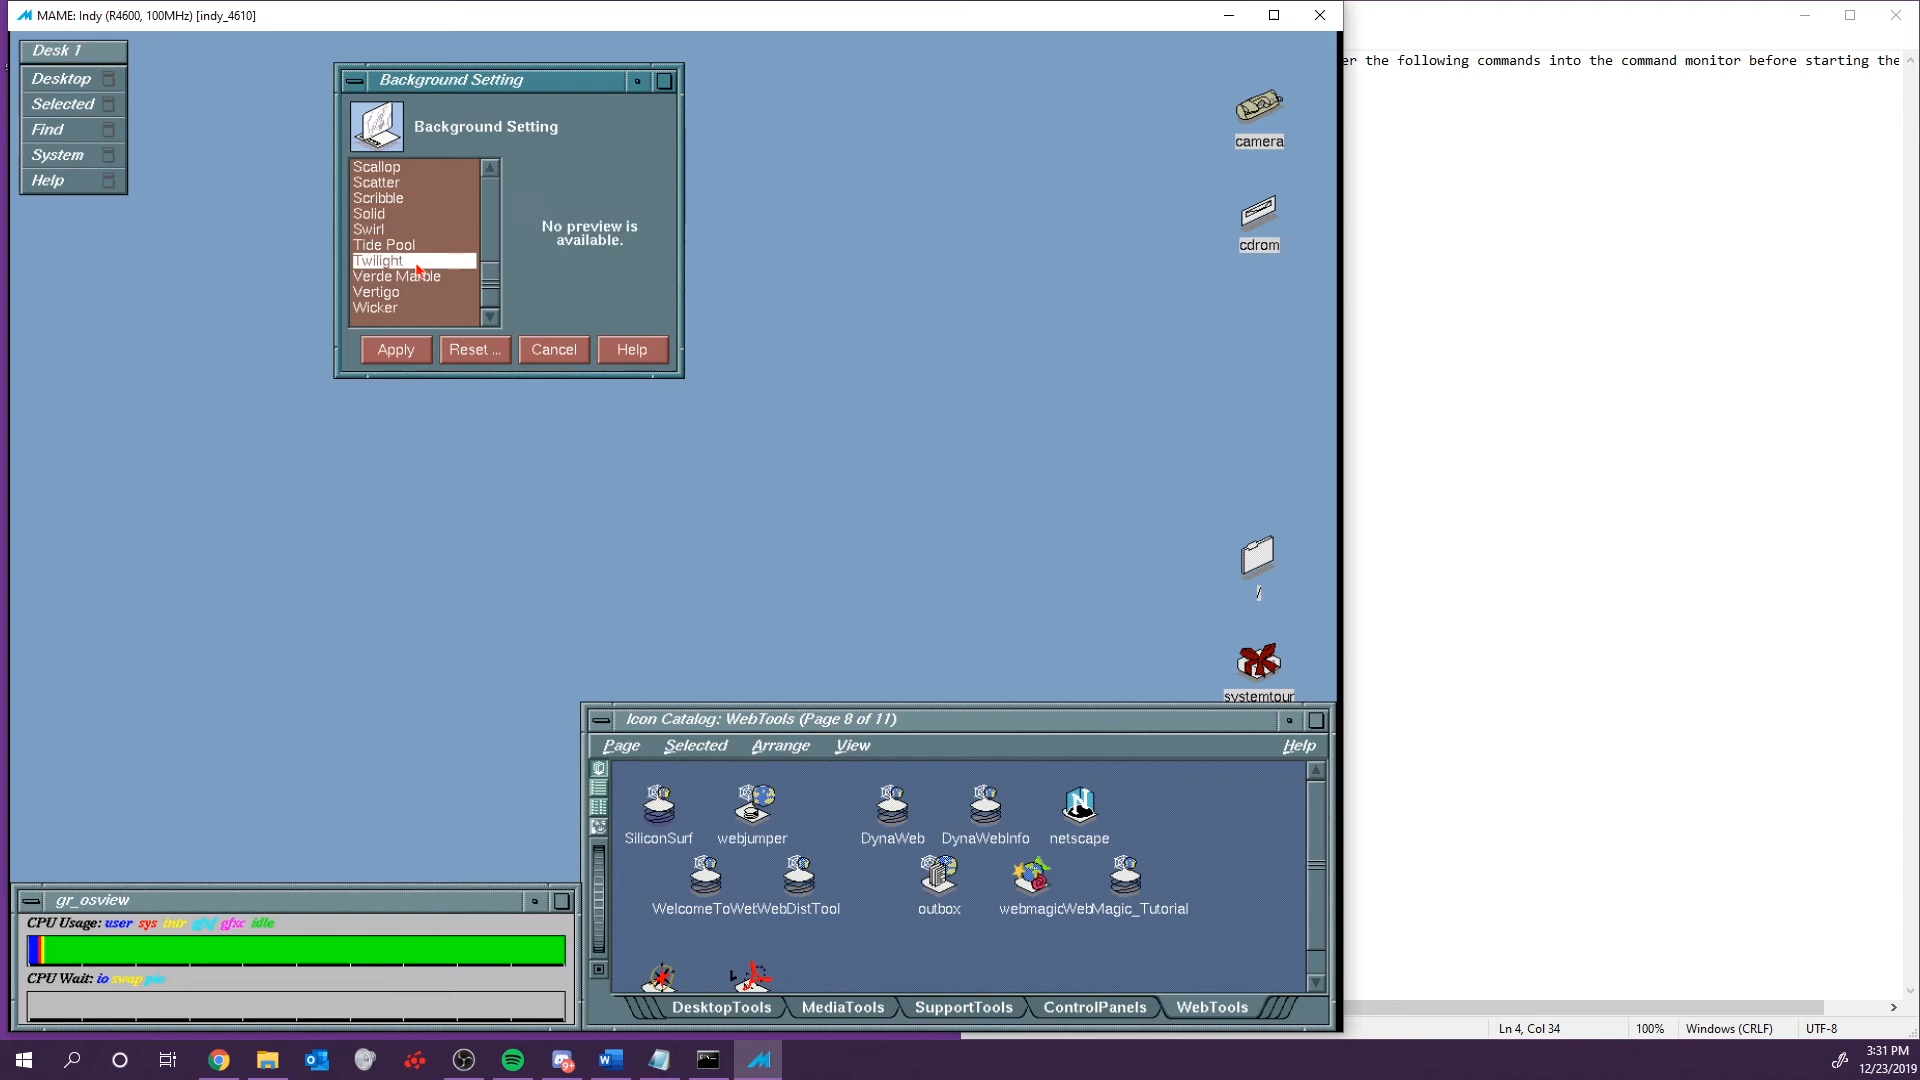 MAME: Indy (R4600, 100MHz) [indy_4610]
er the following commands into the command monitor before starting the
Desk 1
Desktop
Selected
Find
System
Help
Background Setting
Background Setting
Scallop
Scatter
Scribble
Solid
Swirl
Tide Pool
Twilight
Verde Marble
Vertigo
Wicker
No preview is
available.
Apply
Reset ...
Cancel
Help
camera
cdrom
/
systemtour
Icon Catalog: WebTools (Page 8 of 11)
Page Selected Arrange View Help
SiliconSurf webjumper DynaWeb DynaWebInfo netscape
WelcomeToWeb WebDistTool outbox webmagic WebMagic_Tutorial
DesktopTools MediaTools SupportTools ControlPanels WebTools
gr_osview
CPU Usage: user sys intr gfxf gfxc idle
CPU Wait: io swap pio
Ln 4, Col 34 100% Windows (CRLF) UTF-8
9+
3:31 PM
12/23/2019